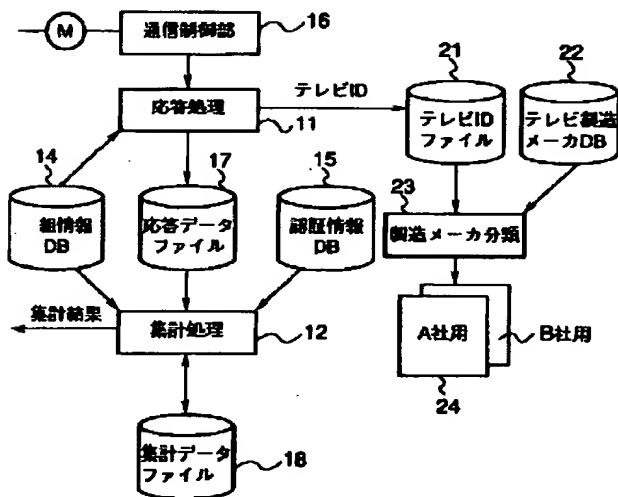 M
通信制御部
16
21
22
テレビID
応答処理
11
テレビID
ファイル
テレビ製造
メーカDB
14
17
15
組情報
DB
応答データ
ファイル
認証情報
DB
23
製造メーカ分類
集計結果
集計処理
12
A社用
B社用
24
集計データ
ファイル
18